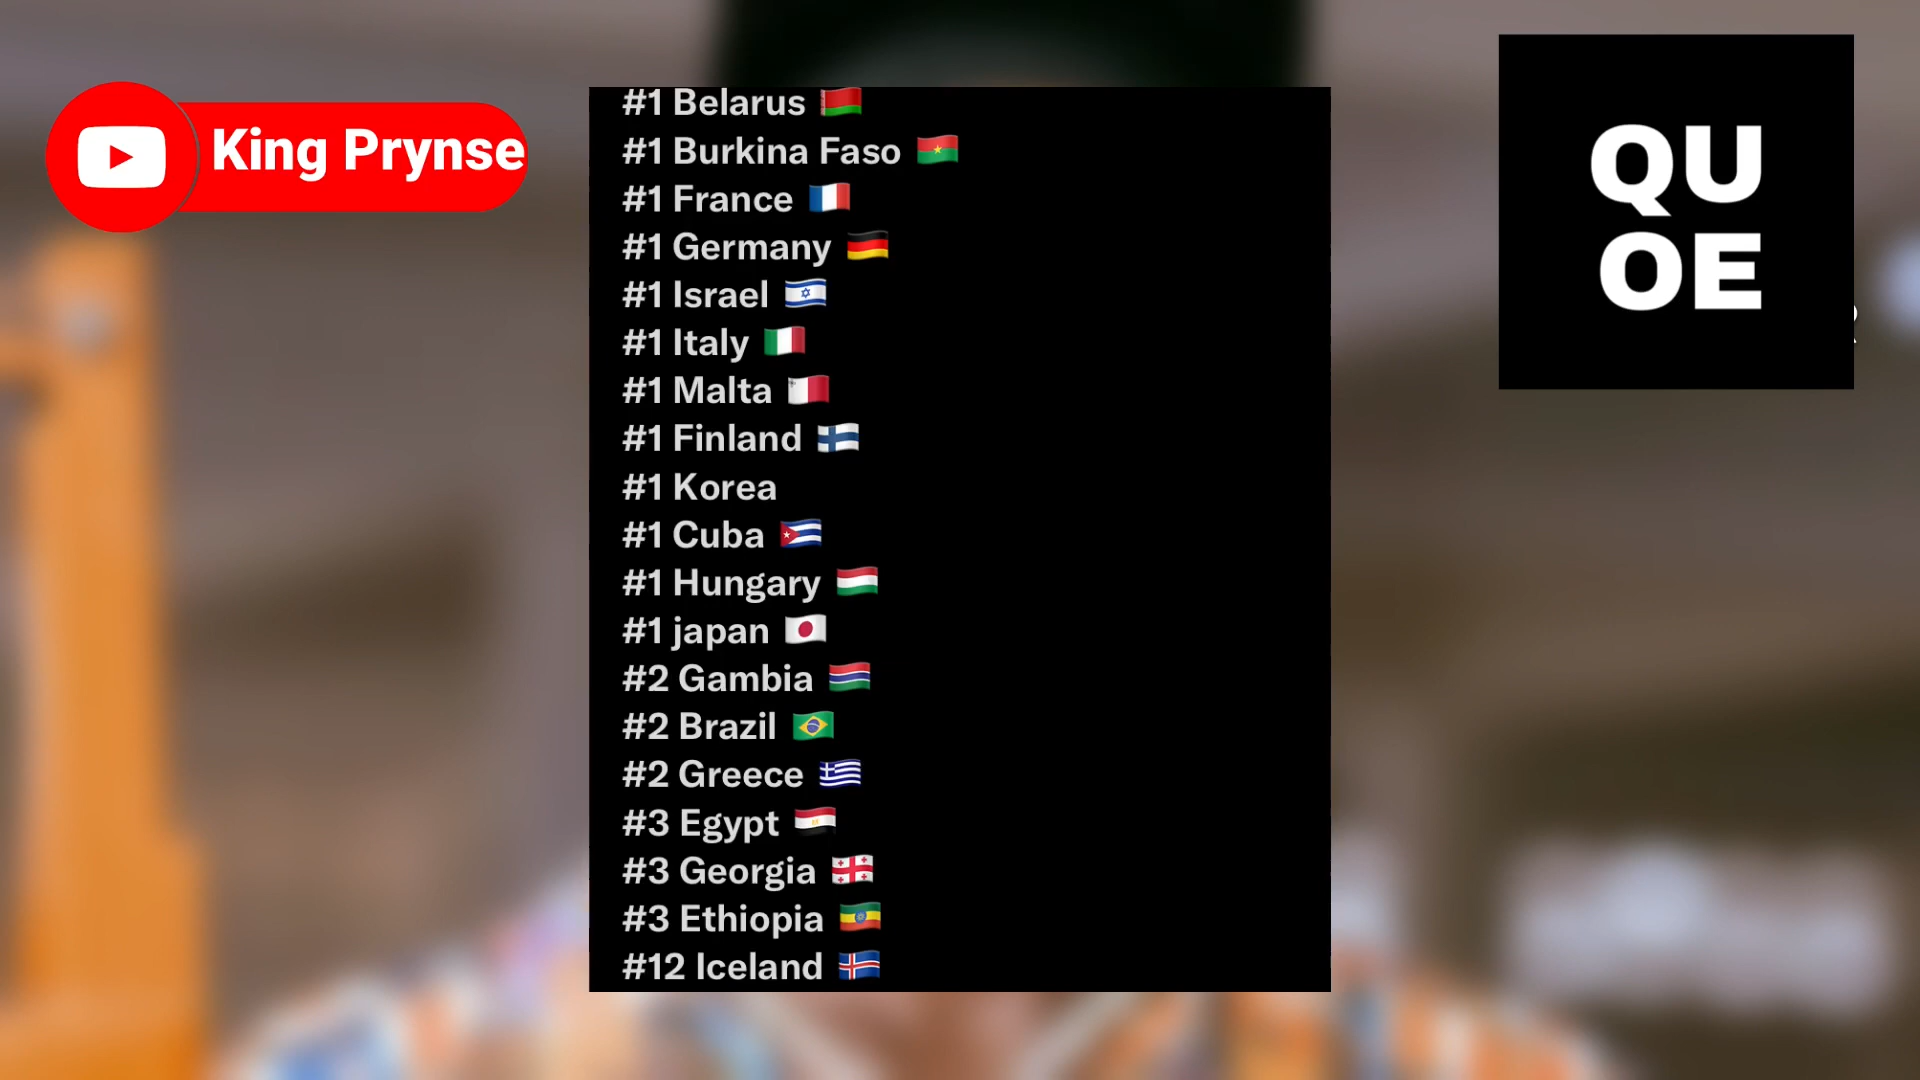 King Prynse
#1 Belarus 🇧🇾
#1 Burkina Faso 🇧🇫
#1 France 🇫🇷
#1 Germany 🇩🇪
#1 Israel 🇮🇱
#1 Italy 🇮🇹
#1 Malta 🇲🇹
#1 Finland 🇫🇮
#1 Korea
#1 Cuba 🇨🇺
#1 Hungary 🇭🇺
#1 japan 🇯🇵
#2 Gambia 🇬🇲
#2 Brazil 🇧🇷
#2 Greece 🇬🇷
#3 Egypt 🇪🇬
#3 Georgia 🇬🇪
#3 Ethiopia 🇪🇹
#12 Iceland 🇮🇸
QU
OE